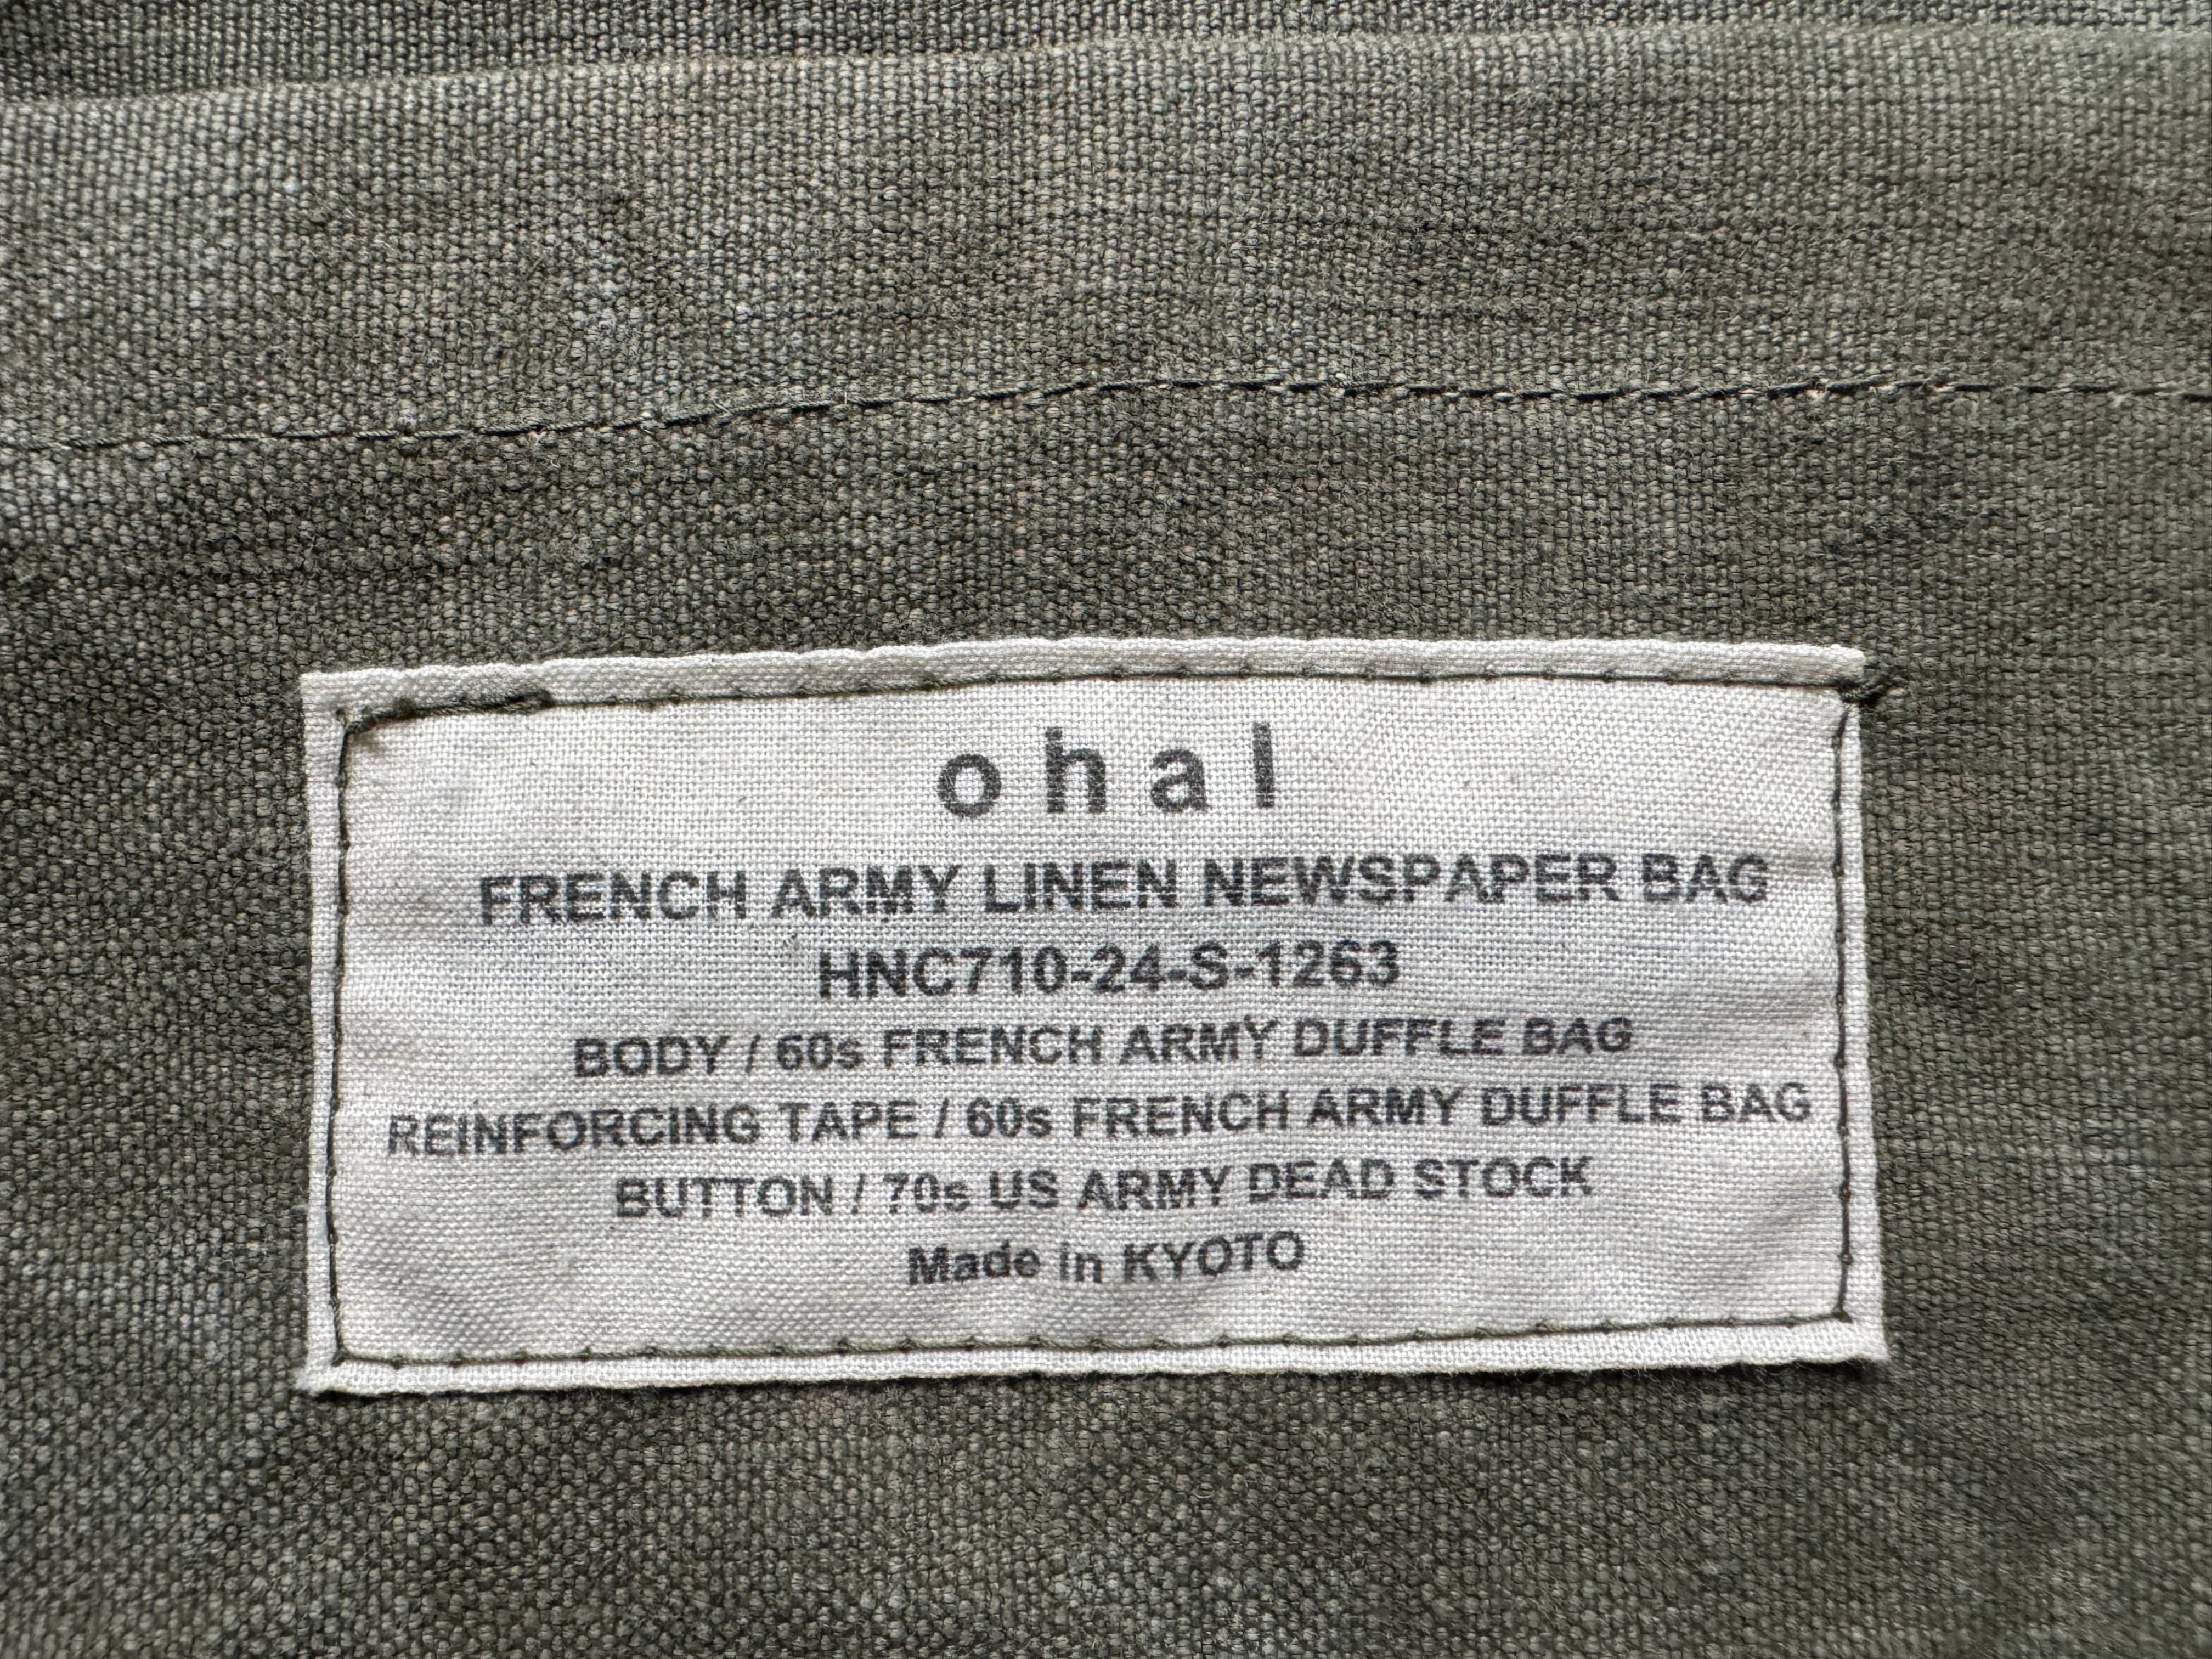 ohal
FRENCH ARMY LINEN NEWSPAPER BAG
HNC710-24-S-1263
BODY / 60s FRENCH ARMY DUFFLE BAG
REINFORCING TAPE / 60s FRENCH ARMY DUFFLE BAG
BUTTON / 70s US ARMY DEAD STOCK
Made in KYOTO